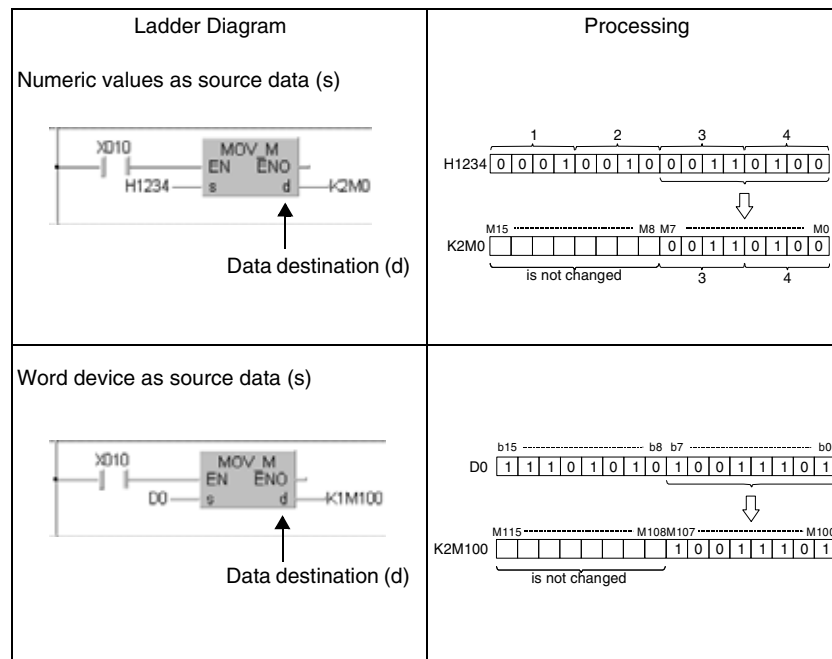 Ladder Diagram
Processing
Numeric values as source data (s)
X010
MOV_M
EN ENO
H1234 s d K2M0
Data destination (d)
1 2 3 4
H1234 0 0 0 1 0 0 1 0 0 0 1 1 0 1 0 0
M15 M8 M7 M0
K2M0 0 0 1 1 0 1 0 0
is not changed 3 4
Word device as source data (s)
X010
MOV_M
EN ENO
D0 s d K1M100
Data destination (d)
b15 b8 b7 b0
D0 1 1 1 0 1 0 1 0 1 0 0 1 1 1 0 1
M115 M108 M107 M100
K2M100 1 0 0 1 1 1 0 1
is not changed